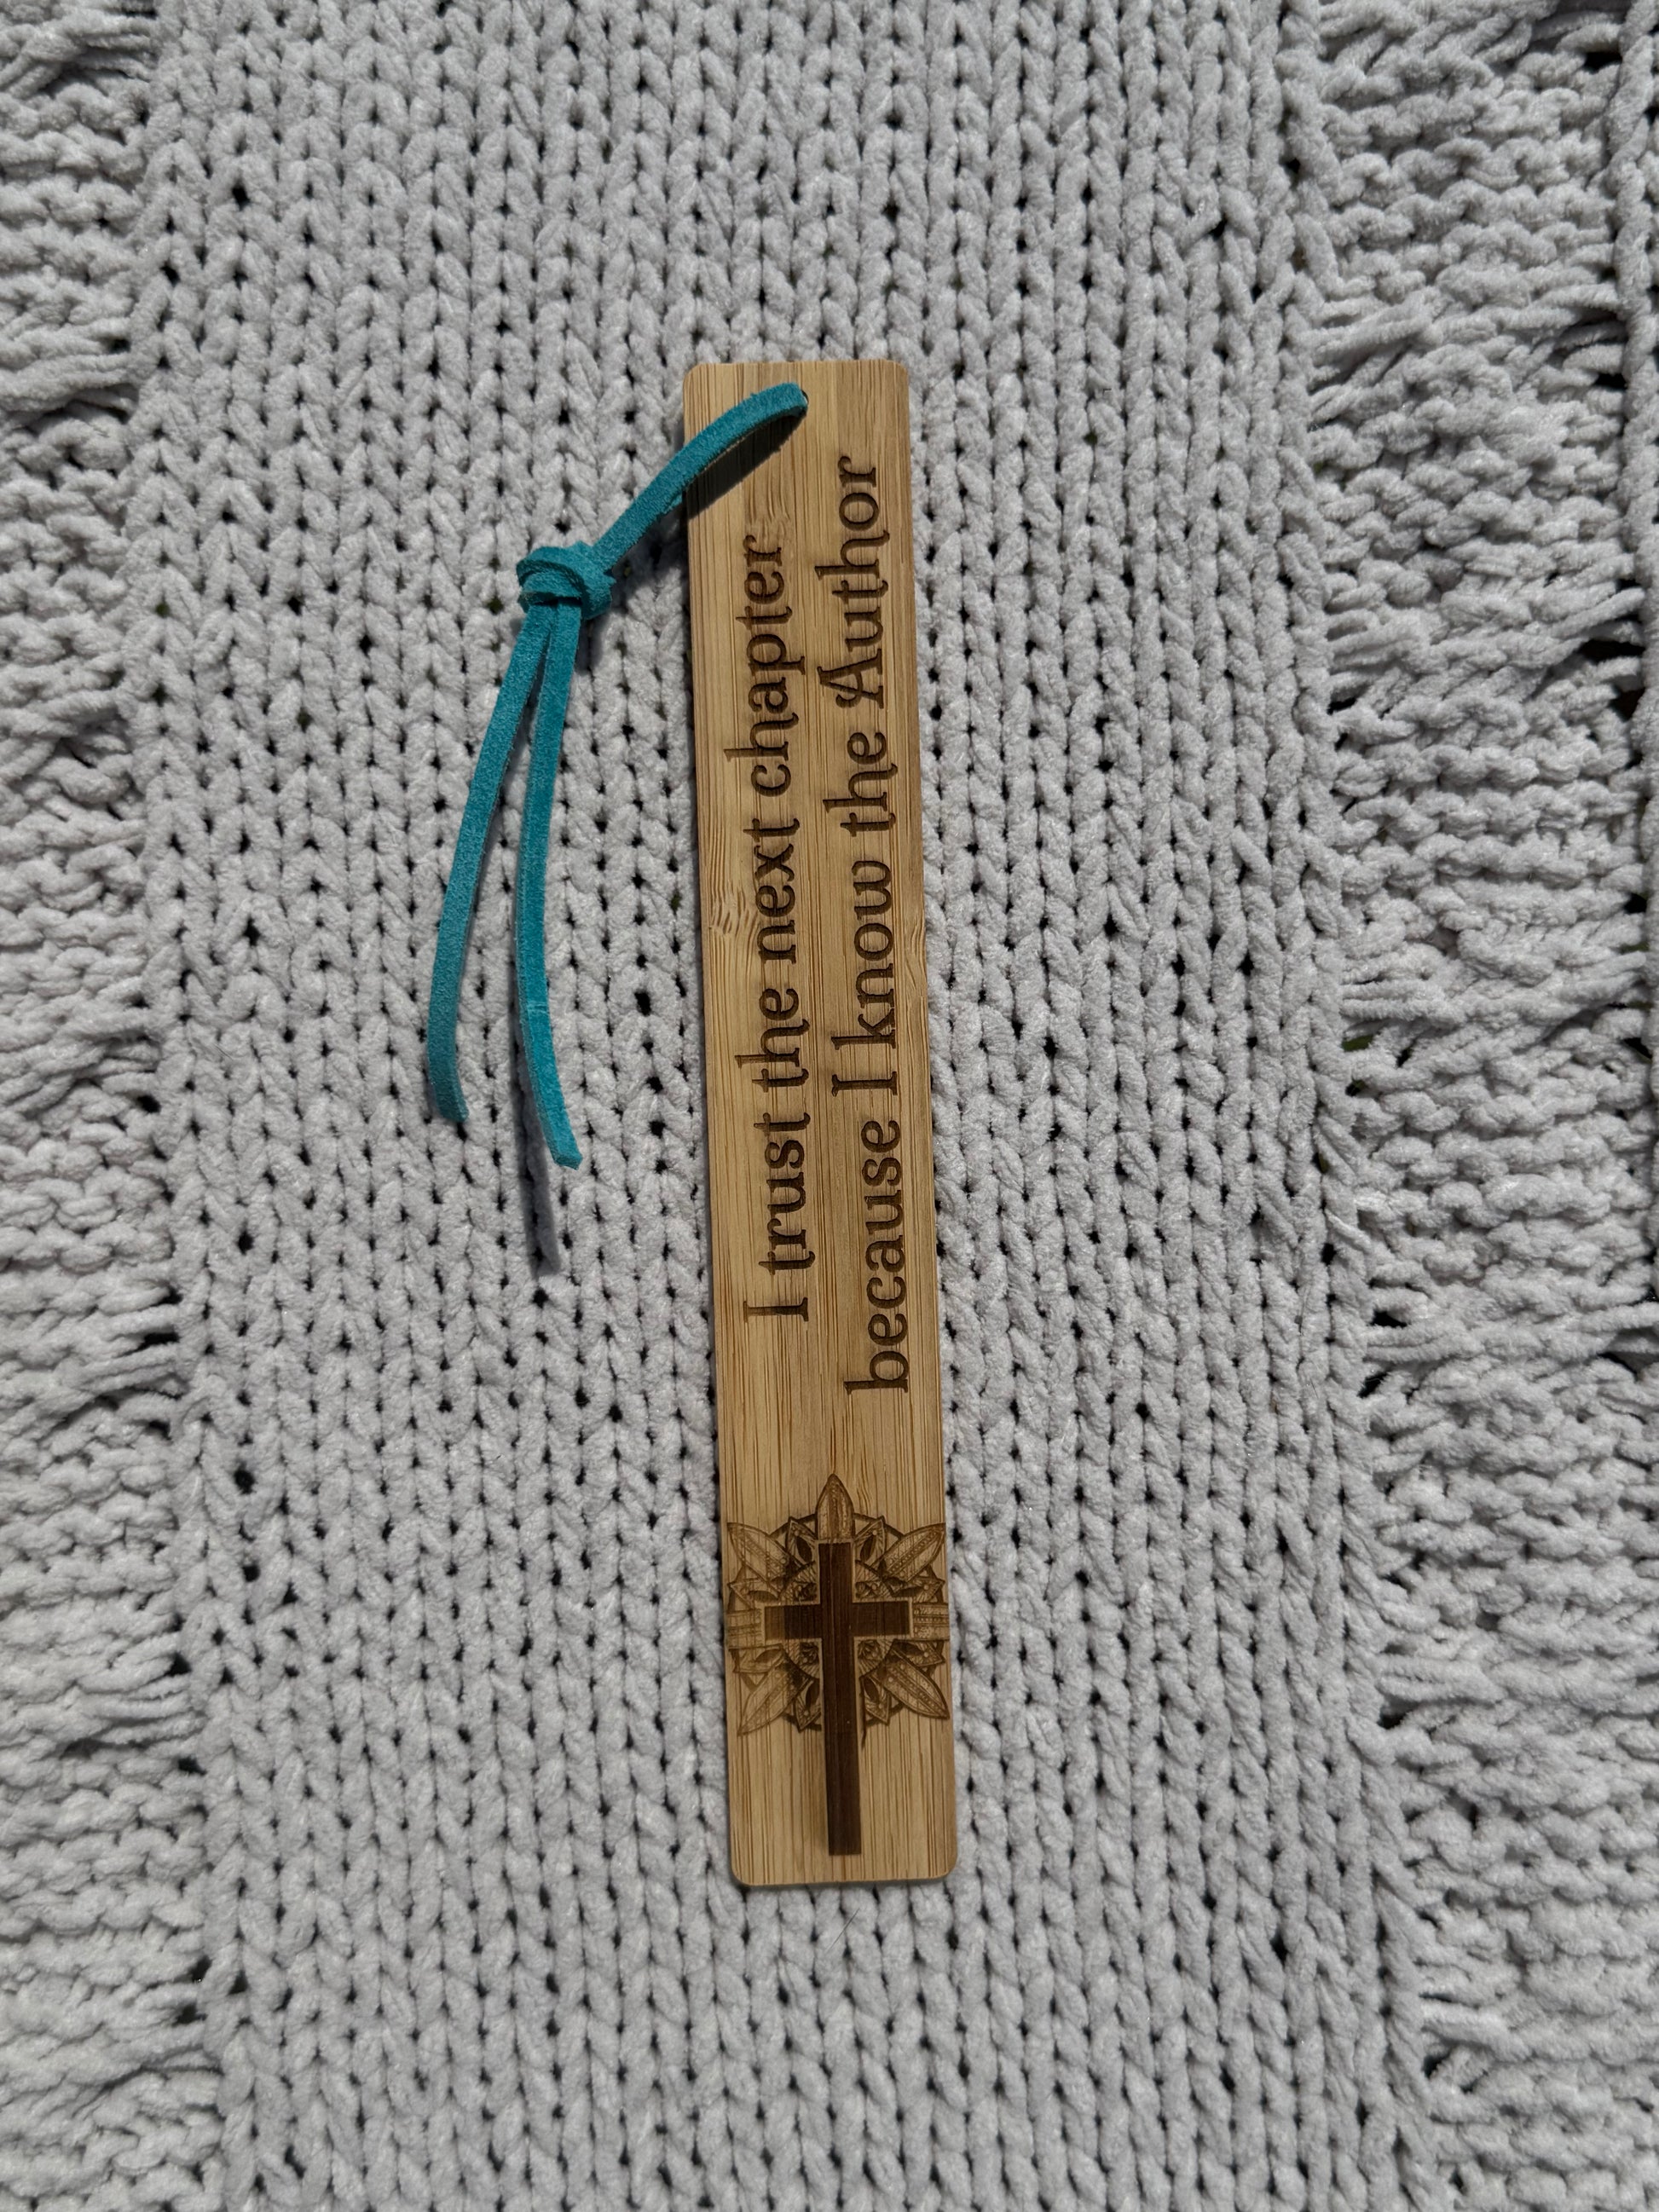 I trust the next chapter
because I know the Author